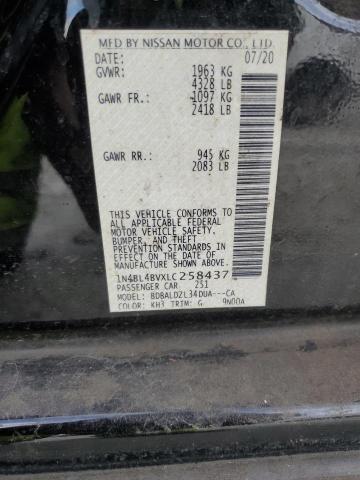 MFD BY NISSAN MOTOR CO., LTD.
DATE: 07/20
GVWR: 1963 KG
4328 LB
GAWR FR.: 1097 KG
2418 LB
GAWR RR.: 945 KG
2083 LB
THIS VEHICLE CONFORMS TO
ALL APPLICABLE FEDERAL
MOTOR VEHICLE SAFETY,
BUMPER, AND THEFT
PREVENTION STANDARDS IN
EFFECT ON THE DATE OF
MANUFACTURE SHOWN ABOVE.
1N4BL4BVXLC258437
PASSENGER CAR 2S1
MODEL: BDBALDZL34DUA---CA
COLOR: KH3 TRIM: G 9N00A